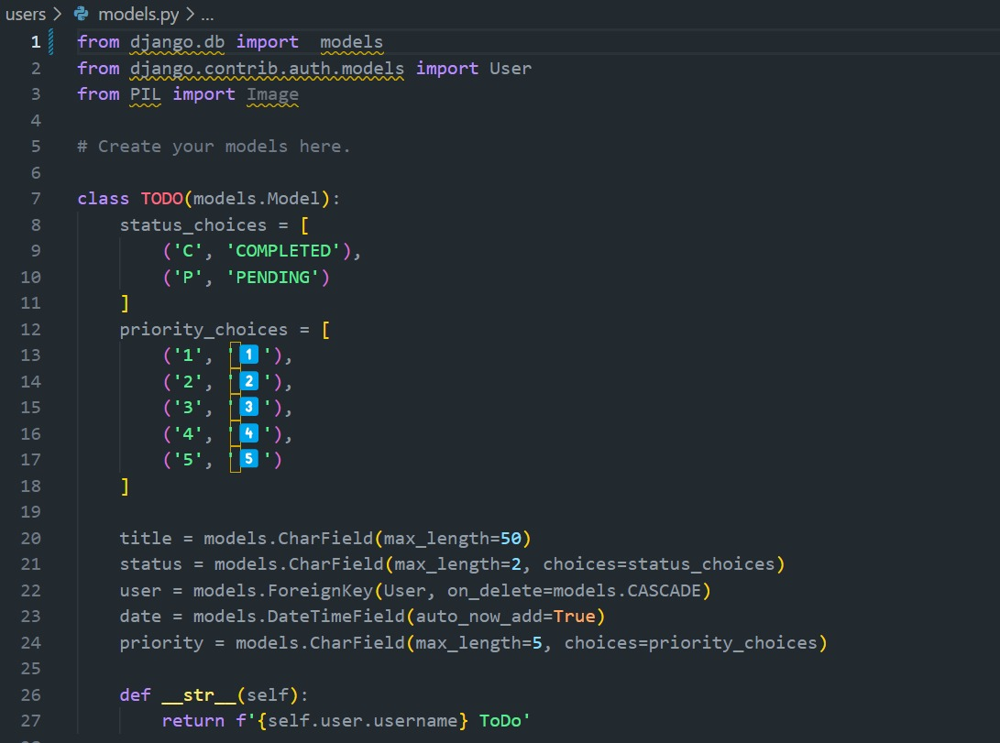 users > models.py > ...
1 from django.db import  models
2 from django.contrib.auth.models import User
3 from PIL import Image
4
5 # Create your models here.
6
7 class TODO(models.Model):
8     status_choices = [
9         ('C', 'COMPLETED'),
10         ('P', 'PENDING')
11     ]
12     priority_choices = [
13         ('1', '1️⃣'),
14         ('2', '2️⃣'),
15         ('3', '3️⃣'),
16         ('4', '4️⃣'),
17         ('5', '5️⃣')
18     ]
19
20     title = models.CharField(max_length=50)
21     status = models.CharField(max_length=2, choices=status_choices)
22     user = models.ForeignKey(User, on_delete=models.CASCADE)
23     date = models.DateTimeField(auto_now_add=True)
24     priority = models.CharField(max_length=5, choices=priority_choices)
25
26     def __str__(self):
27         return f'{self.user.username} ToDo'